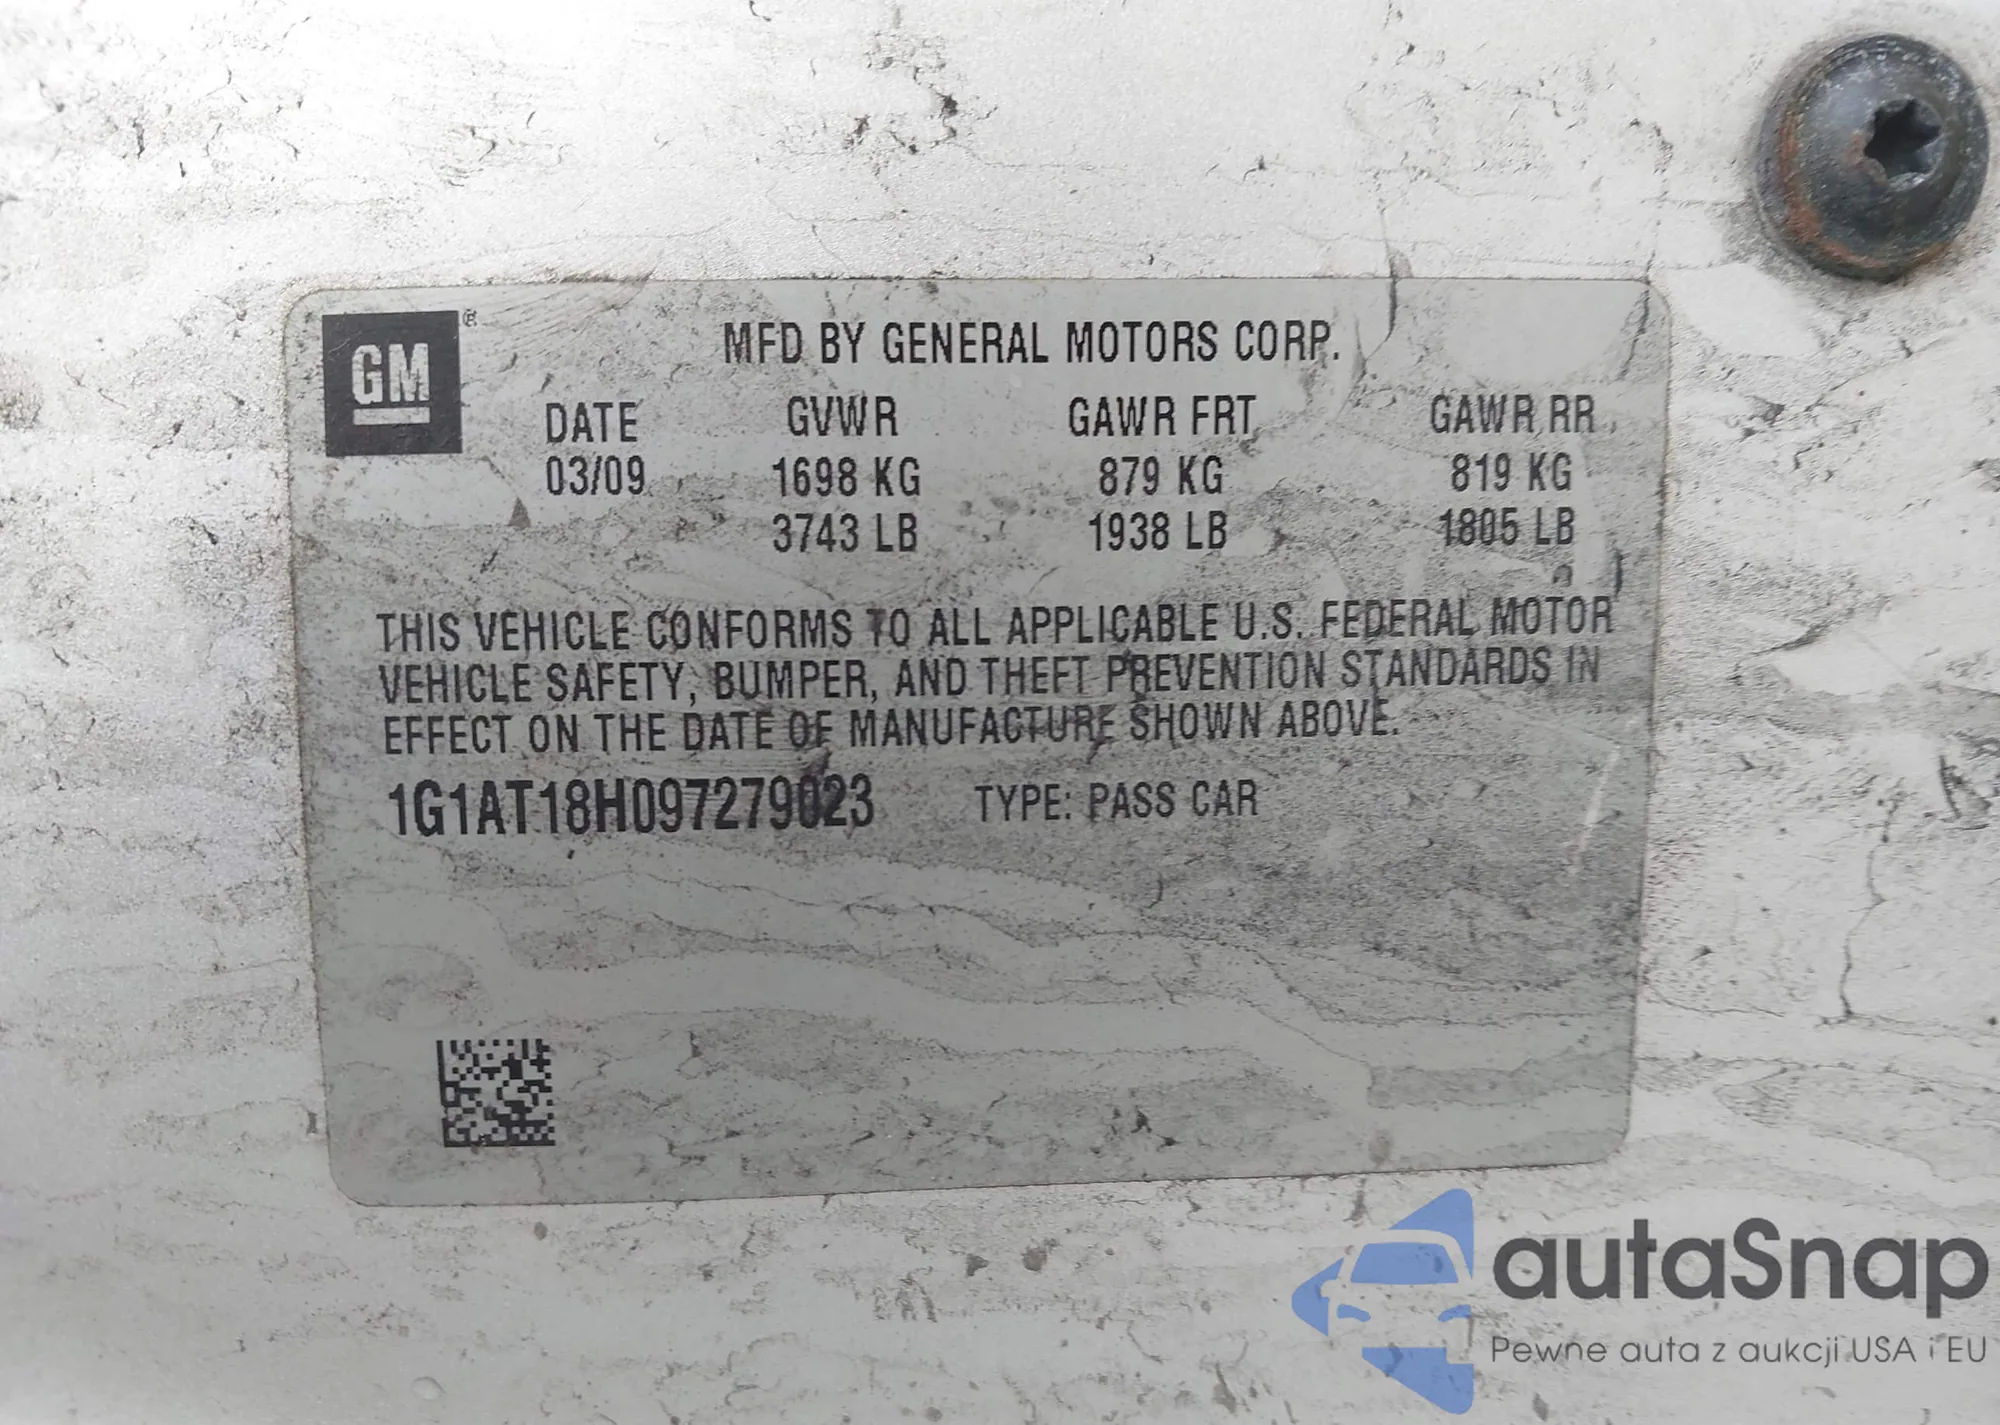 GM ®
MFD BY GENERAL MOTORS CORP.
DATE GVWR GAWR FRT GAWR RR
03/09 1698 KG 879 KG 819 KG
3743 LB 1938 LB 1805 LB
THIS VEHICLE CONFORMS TO ALL APPLICABLE U.S. FEDERAL MOTOR
VEHICLE SAFETY, BUMPER, AND THEFT PREVENTION STANDARDS IN
EFFECT ON THE DATE OF MANUFACTURE SHOWN ABOVE.
1G1AT18H097279023 TYPE: PASS CAR
autaSnap
Pewne auta z aukcji USA i EU